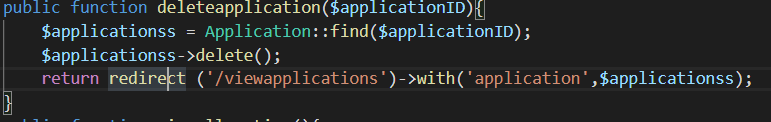 public function deleteapplication($applicationID){
$applicationss = Application::find($applicationID);
$applicationss->delete();
return redirect ('/viewapplications')->with('application',$applicationss);
}